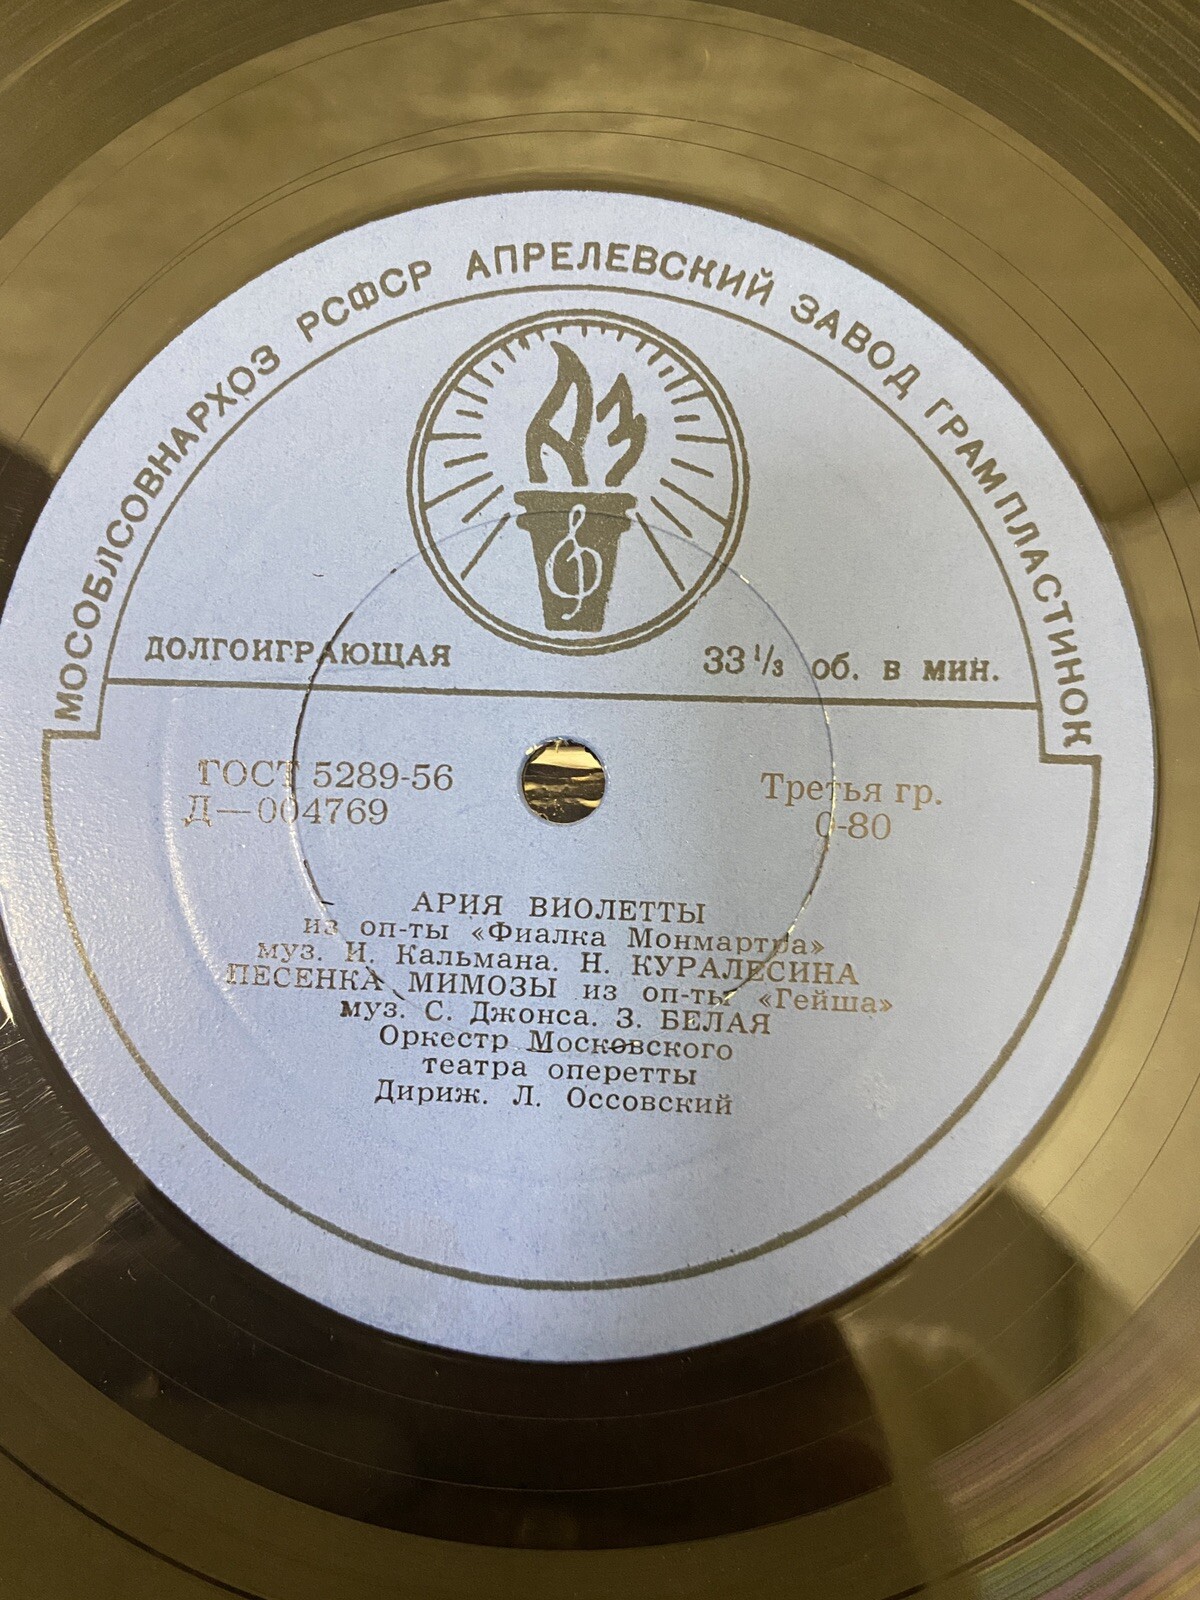 МОСОБЛСОВНАРХОЗ РСФСР АПРЕЛЕВСКИЙ ЗАВОД ГРАМПЛАСТИНОК
АЗ
ДОЛГОИГРАЮЩАЯ 33 1/3 об. в мин.
ГОСТ 5289-56 Третья гр.
Д—004769 0-80
АРИЯ ВИОЛЕТТЫ
из оп-ты «Фиалка Монмартра»
муз. И. Кальмана. Н. КУРАЛЕСИНА
ПЕСЕНКА МИМОЗЫ из оп-ты «Гейша»
муз. С. Джонса. З. БЕЛАЯ
Оркестр Московского
театра оперетты
Дириж. Л. Оссовский